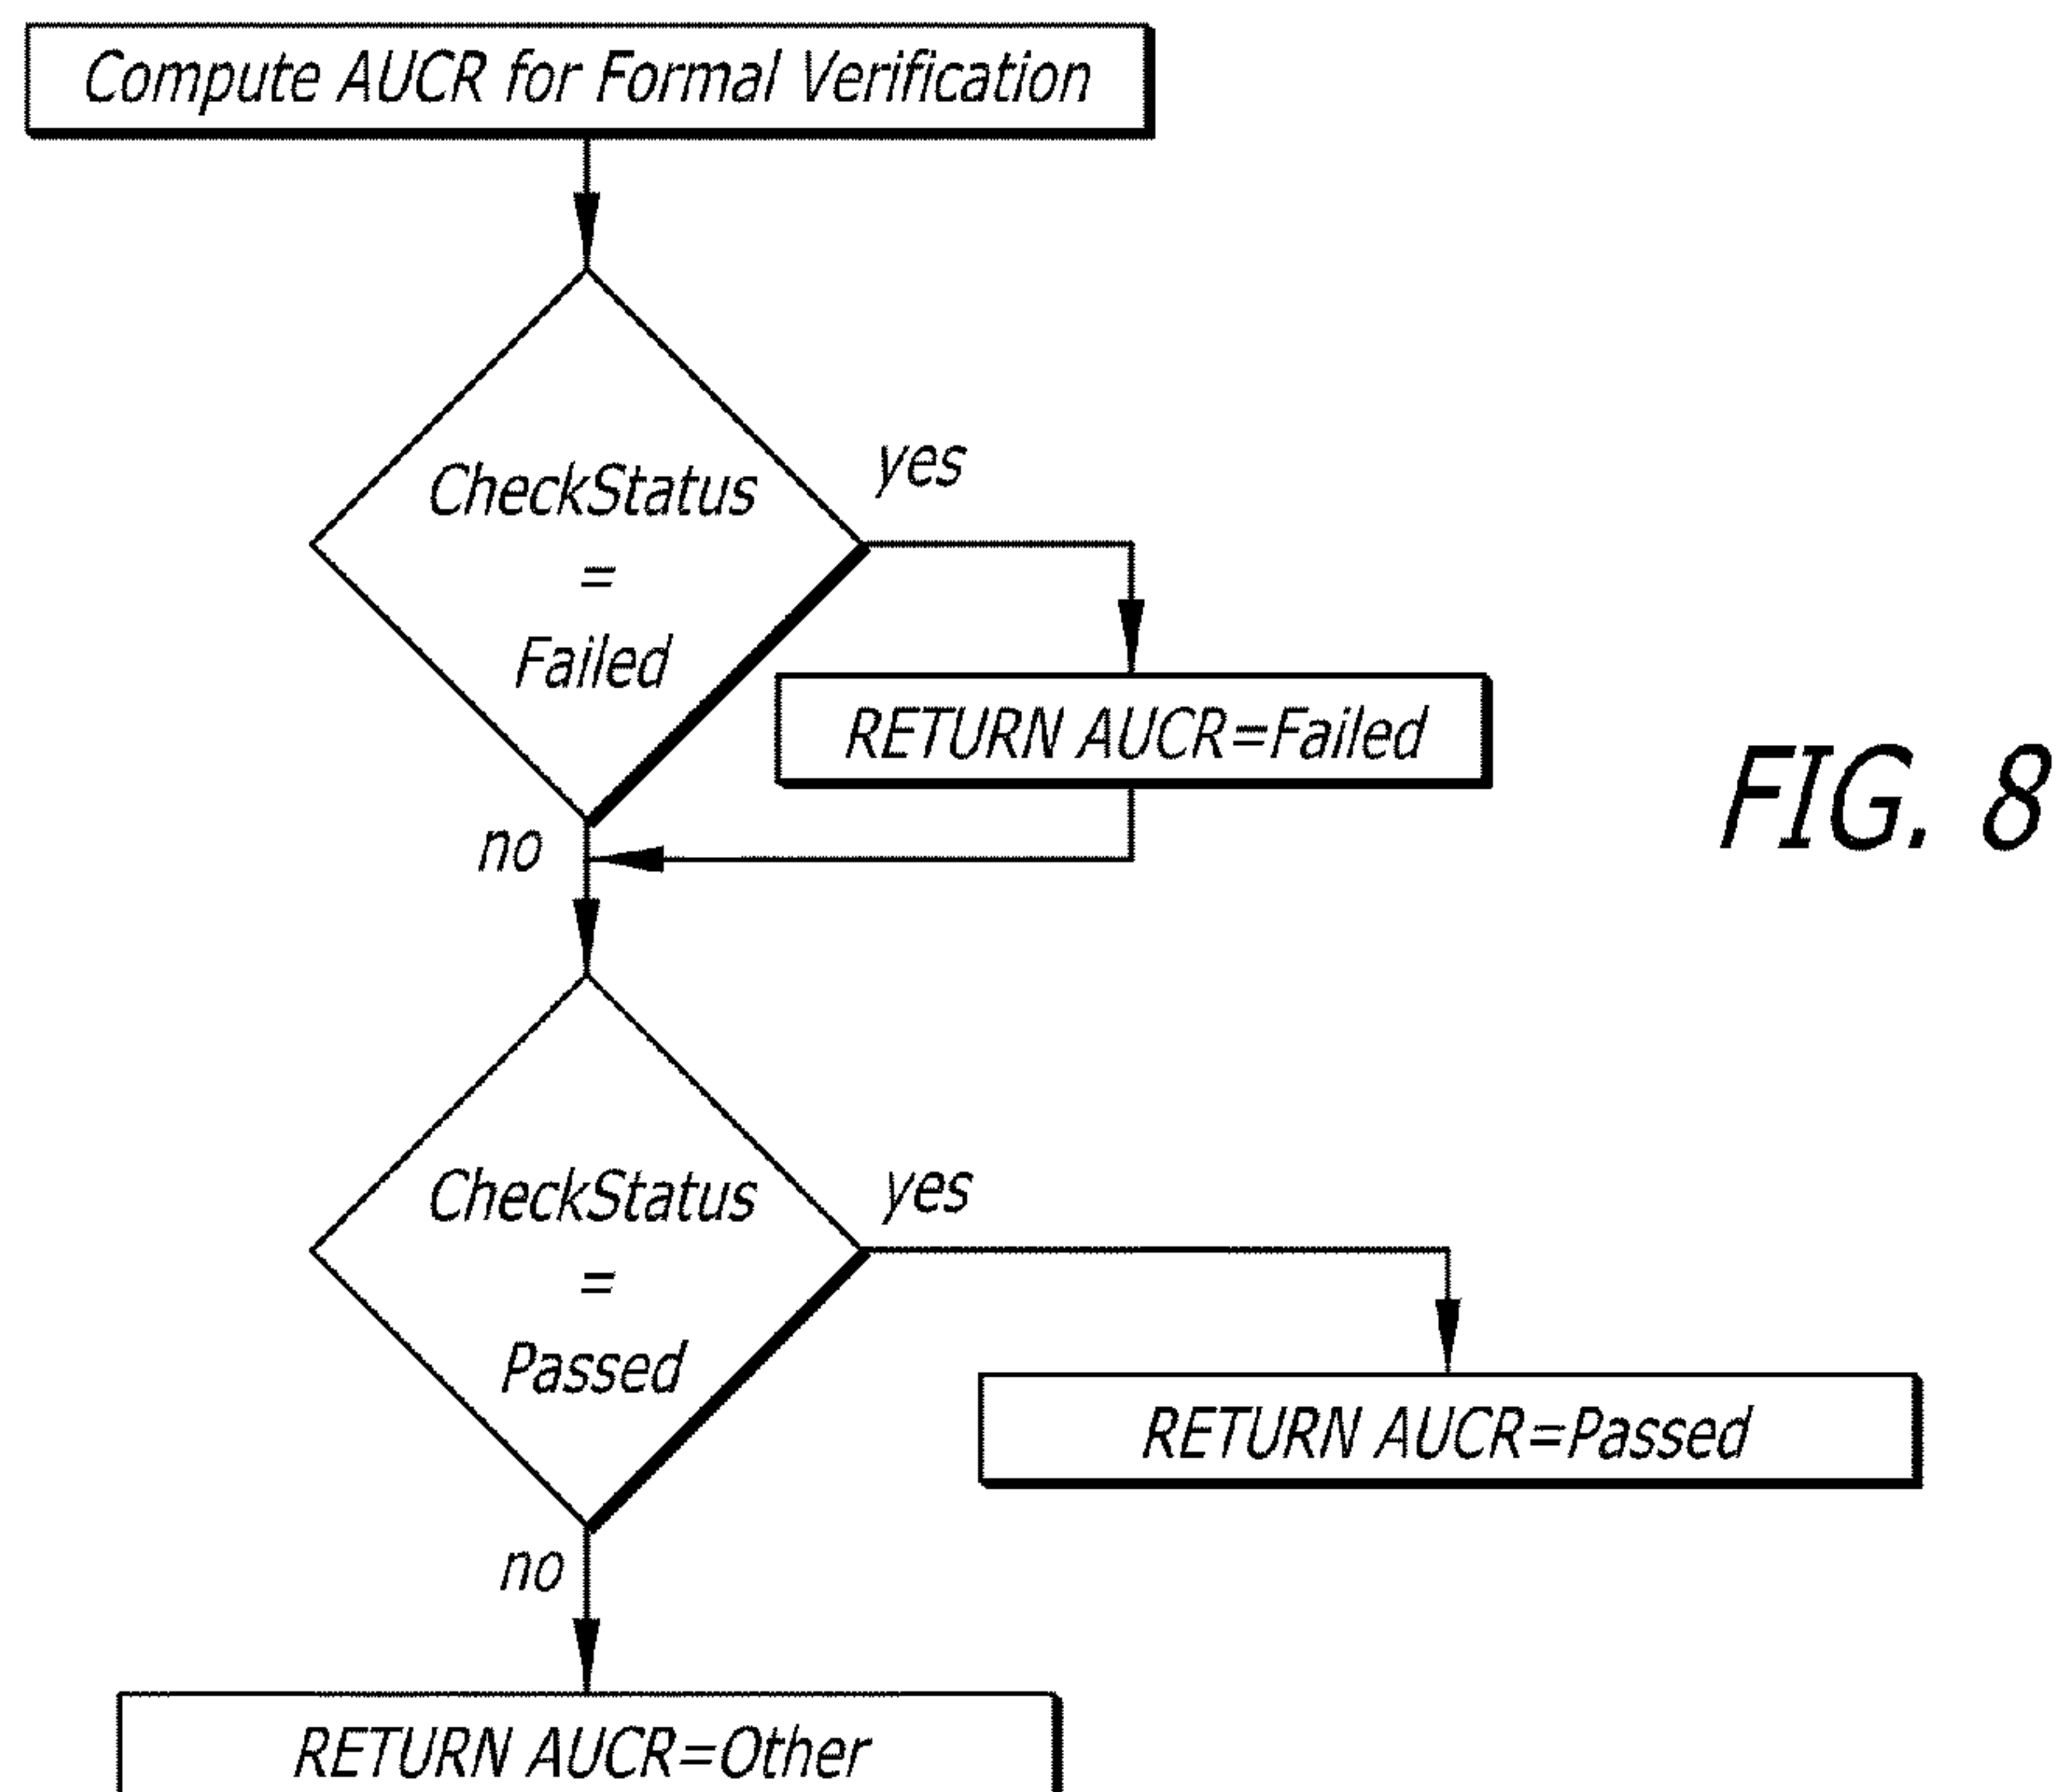 Compute AUCR for Formal Verification
yes
CheckStatus
=
Failed
RETURN AUCR=Failed
FIG. 8
no
yes
CheckStatus
=
Passed
RETURN AUCR=Passed
no
RETURN AUCR=Other